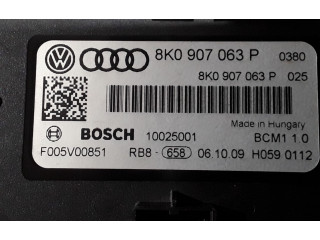 8K0 907 063 P 0380
8K0 907 063 P 025
Made in Hungary
BOSCH 10025001 BCM1 1.0
F005V00851 RB8 - 658 06.10.09 H059 0112